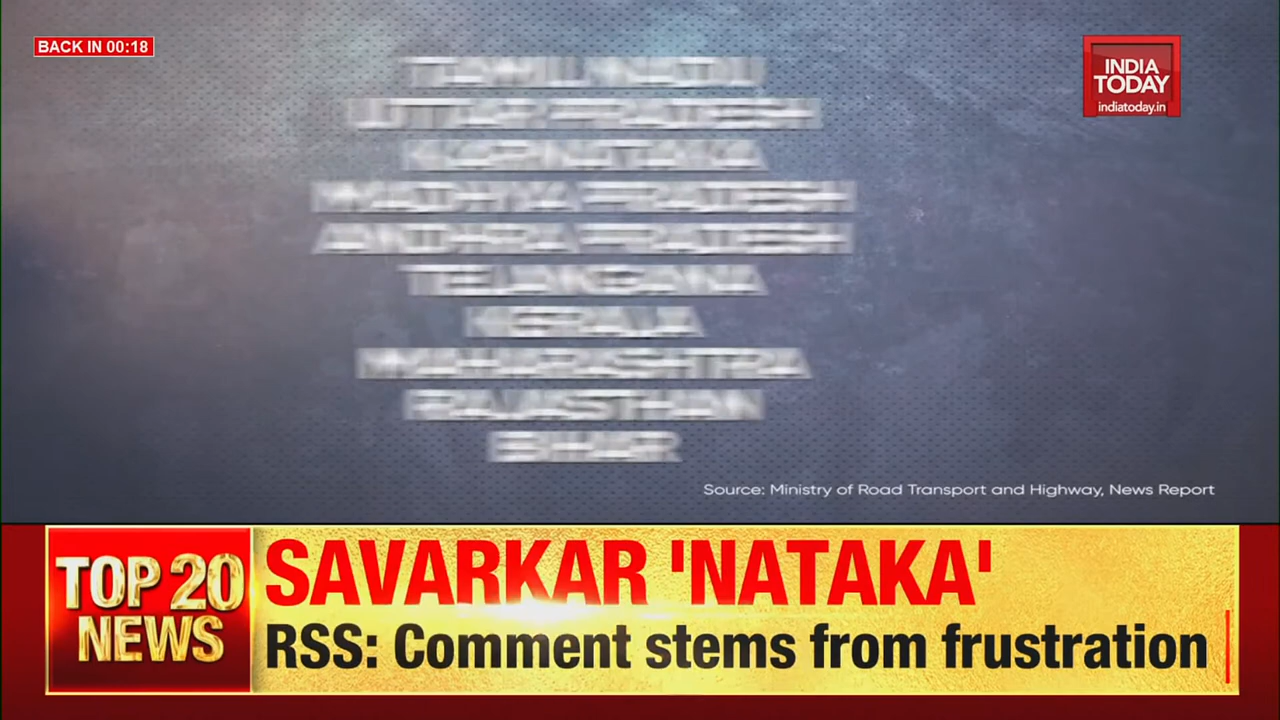 BACK IN 00:18
INDIA
TODAY
indiatoday.in
TAMIL NADU
UTTAR PRADESH
KARNATAKA
MADHYA PRADESH
ANDHRA PRADESH
TELANGANA
KERALA
MAHARASHTRA
RAJASTHAN
BIHAR
Source: Ministry of Road Transport and Highway, News Report
TOP 20
NEWS
SAVARKAR 'NATAKA'
RSS: Comment stems from frustration